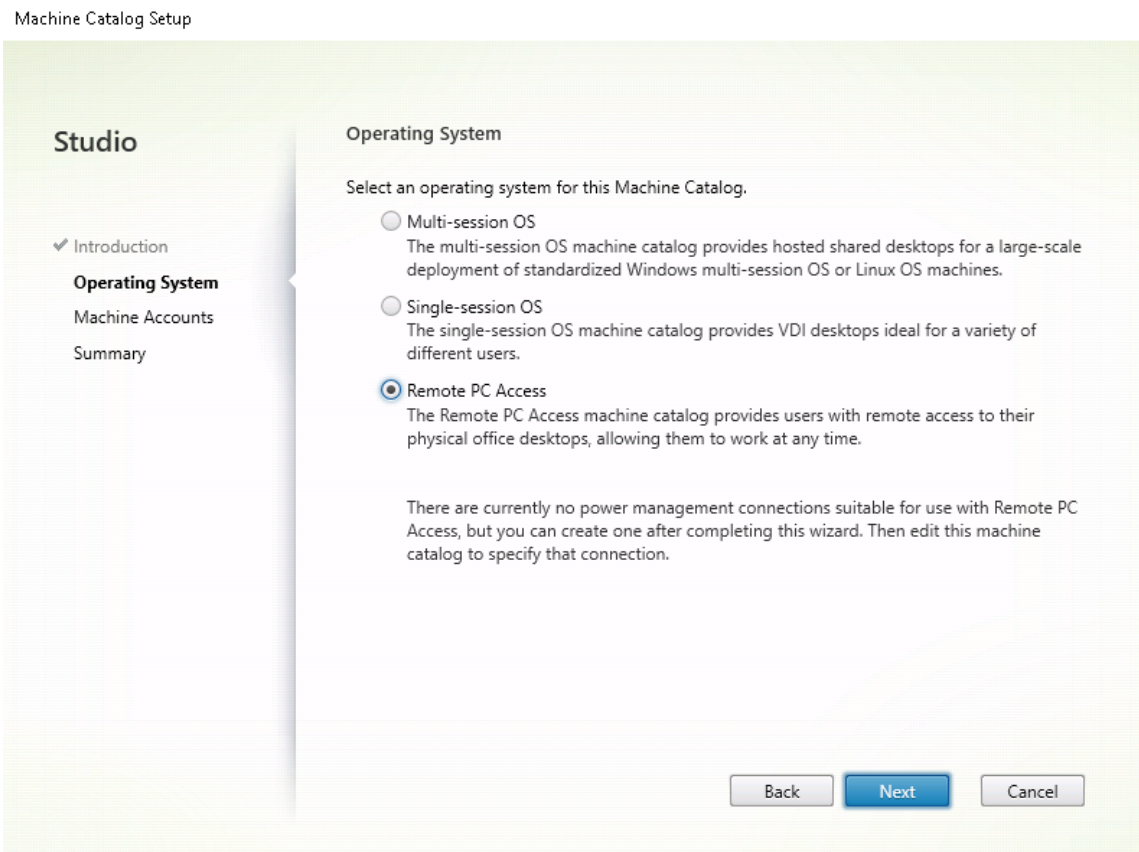 Machine Catalog Setup
Studio
Introduction
Operating System
Machine Accounts
Summary
Operating System
Select an operating system for this Machine Catalog.
Multi-session OS
The multi-session OS machine catalog provides hosted shared desktops for a large-scale
deployment of standardized Windows multi-session OS or Linux OS machines.
Single-session OS
The single-session OS machine catalog provides VDI desktops ideal for a variety of
different users.
Remote PC Access
The Remote PC Access machine catalog provides users with remote access to their
physical office desktops, allowing them to work at any time.
There are currently no power management connections suitable for use with Remote PC
Access, but you can create one after completing this wizard. Then edit this machine
catalog to specify that connection.
Back
Next
Cancel